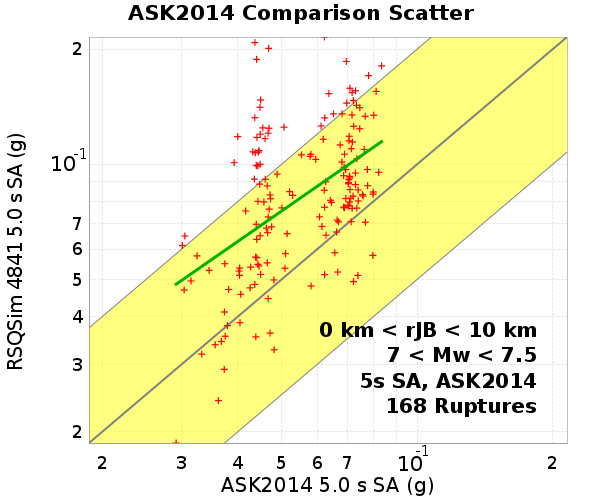 ASK2014 Comparison Scatter
RSQSim 4841 5.0 s SA (g)
2
10-1
7
6
5
4
3
2
0 km < rJB < 10 km
7 < Mw < 7.5
5s SA, ASK2014
168 Ruptures
2 3 4 5 6 7 10-1 2
ASK2014 5.0 s SA (g)